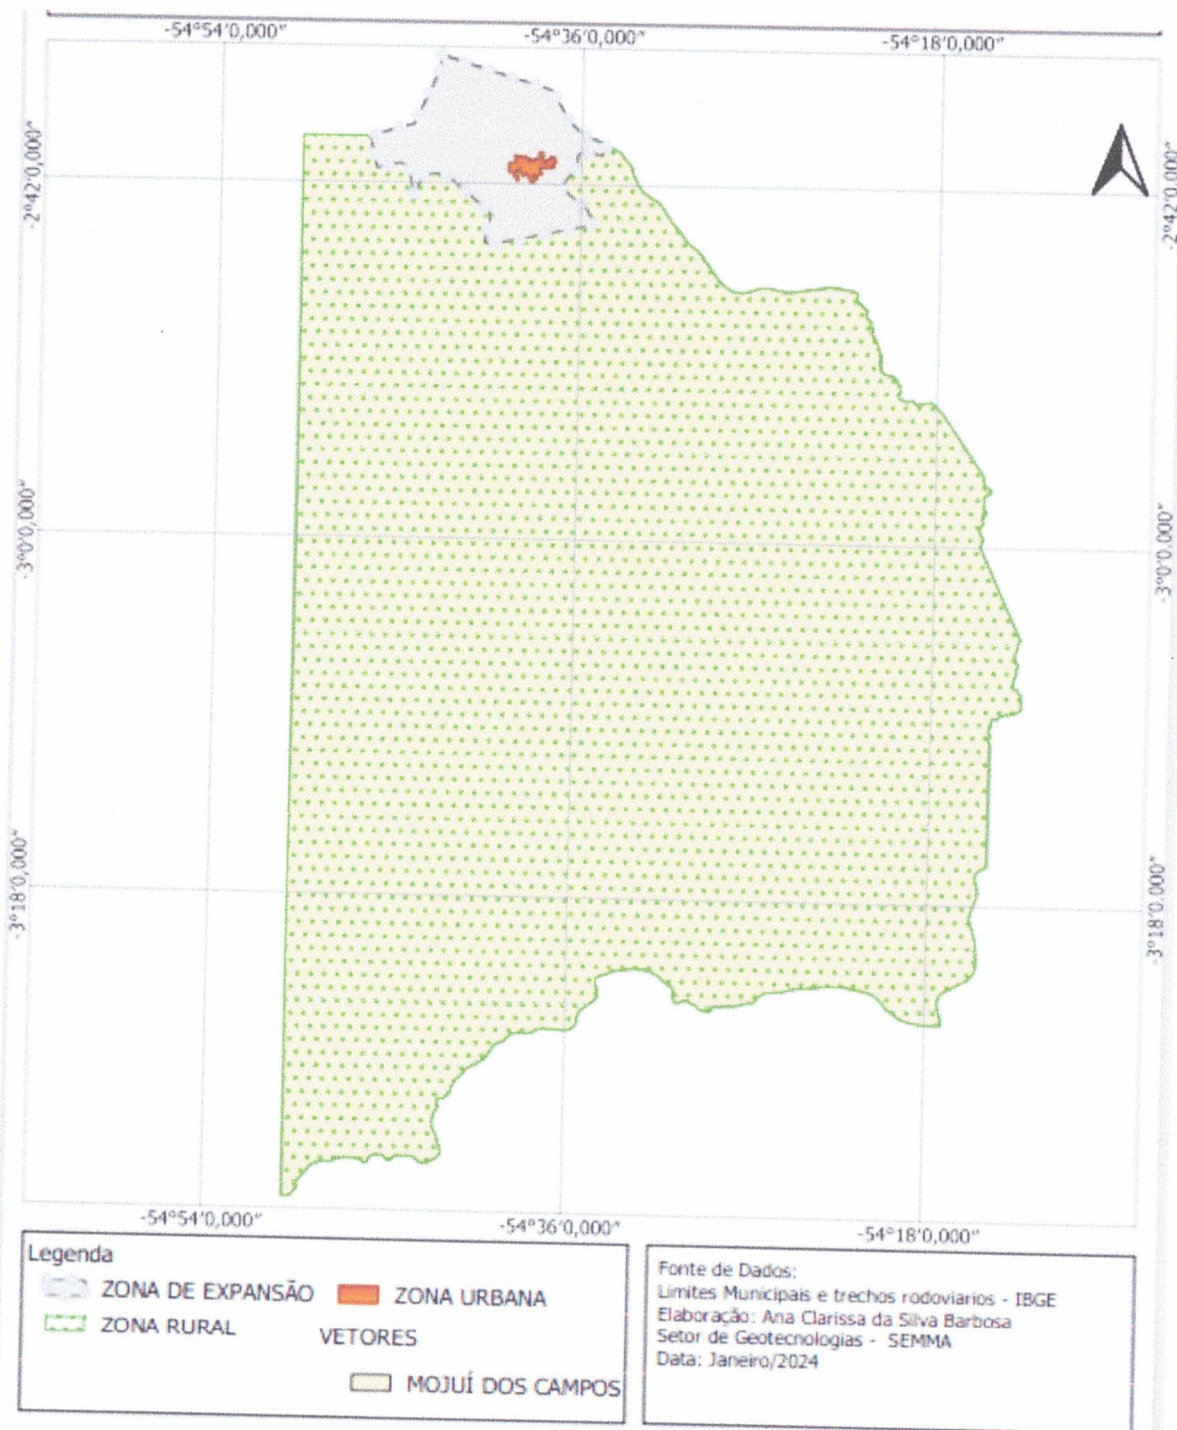 -54°54'0,000"
-54°36'0,000"
-54°18'0,000"
-2°42'0,000"
-2°42'0,000"
-3°0'0,000"
-3°0'0,000"
-3°18'0,000"
-3°18'0,000"
-54°54'0,000"
-54°36'0,000"
-54°18'0,000"
Legenda
ZONA DE EXPANSÃO
ZONA URBANA
ZONA RURAL
VETORES
MOJUÍ DOS CAMPOS
Fonte de Dados:
Limites Municipais e trechos rodoviarios - IBGE
Elaboração: Ana Clarissa da Silva Barbosa
Setor de Geotecnologias - SEMMA
Data: Janeiro/2024